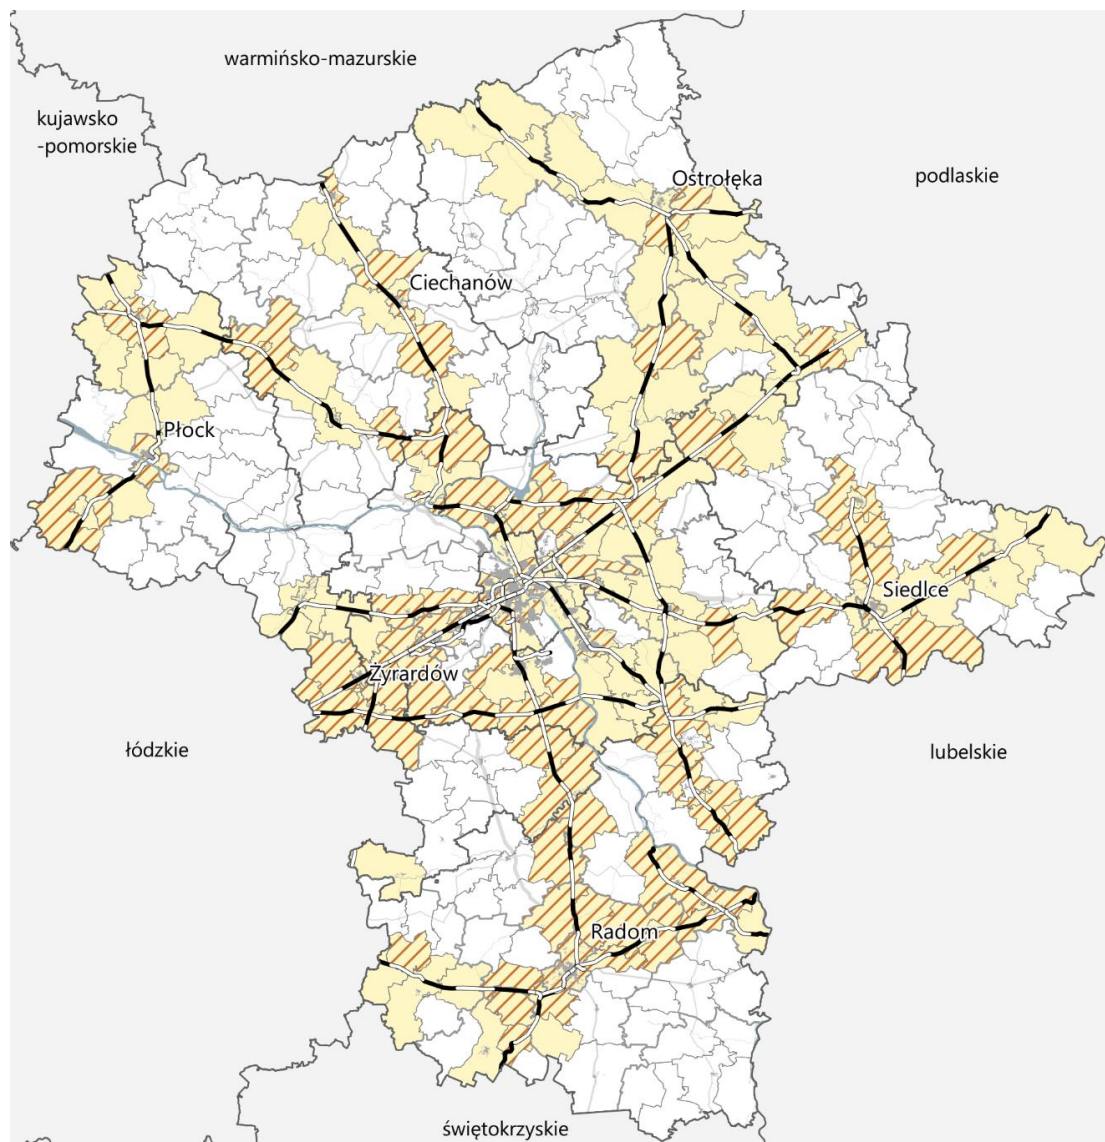 warmińsko-mazurskie
kujawsko
-pomorskie
Ostrołęka
podlaskie
Ciechanów
Płock
Siedlce
Żyrardów
łódzkie
lubelskie
Radom
świętokrzyskie